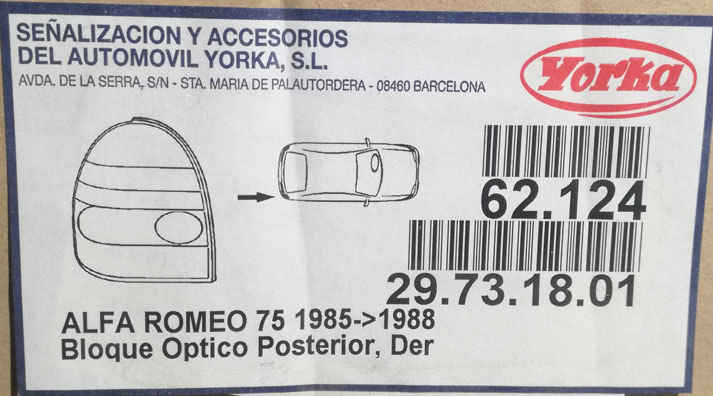 SEÑALIZACION Y ACCESORIOS
DEL AUTOMOVIL YORKA, S.L.
AVDA. DE LA SERRA, S/N - STA. MARIA DE PALAUTORDERA - 08460 BARCELONA
Yorka
62.124
29.73.18.01
ALFA ROMEO 75 1985->1988
Bloque Optico Posterior, Der